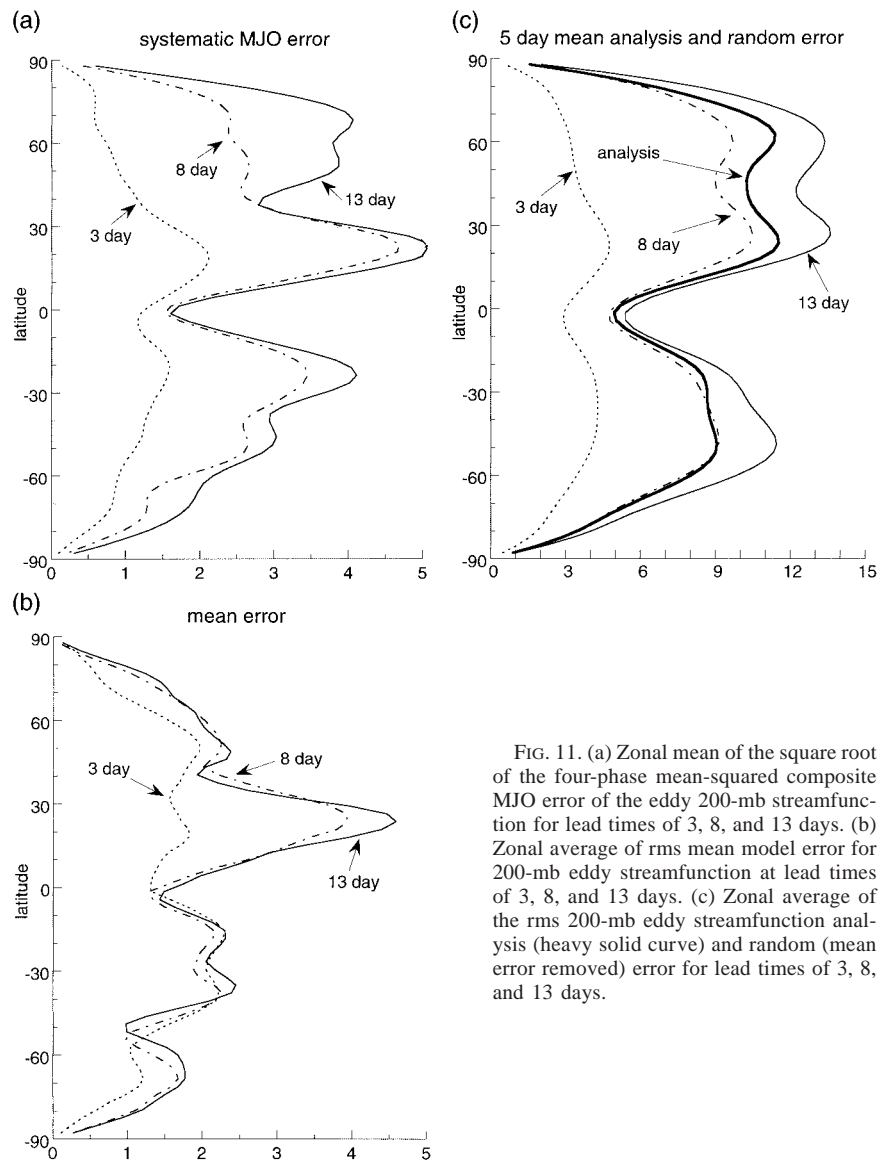 (a)
systematic MJO error
90
60
30
0
-30
-60
-90
latitude
0 1 2 3 4 5
8 day
13 day
3 day
(c)
5 day mean analysis and random error
90
60
30
0
-30
-60
-90
latitude
0 3 6 9 12 15 18
analysis
3 day
8 day
13 day
(b)
mean error
90
60
30
0
-30
-60
-90
latitude
0 1 2 3 4 5
3 day
8 day
13 day
FIG. 11. (a) Zonal mean of the square root
of the four-phase mean-squared composite
MJO error of the eddy 200-mb streamfunc-
tion for lead times of 3, 8, and 13 days. (b)
Zonal average of rms mean model error for
200-mb eddy streamfunction at lead times
of 3, 8, and 13 days. (c) Zonal average of
the rms 200-mb eddy streamfunction anal-
ysis (heavy solid curve) and random (mean
error removed) error for lead times of 3, 8,
and 13 days.